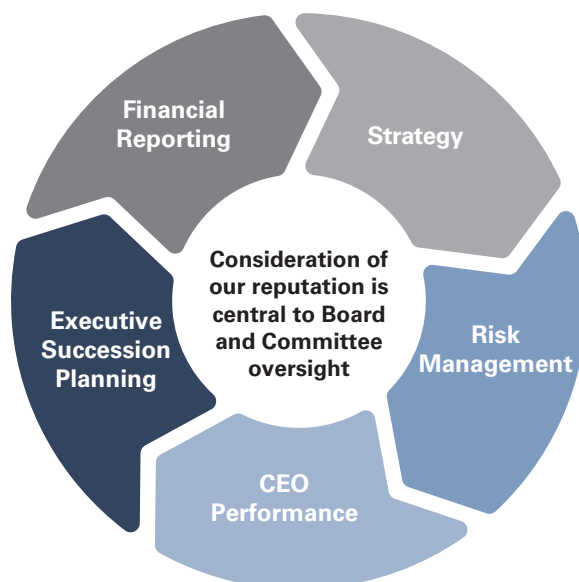 Financial
Reporting
Strategy
Consideration of
our reputation is
central to Board
and Committee
oversight
Executive
Succession
Planning
Risk
Management
CEO
Performance